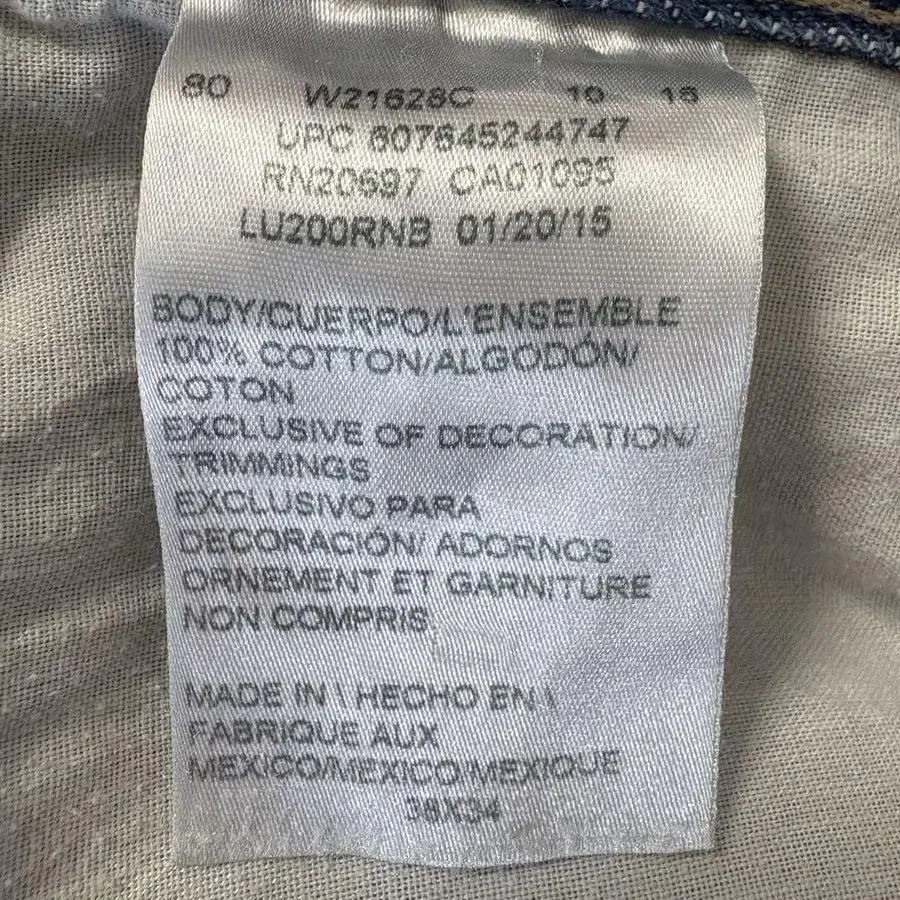 80 W21628C 10 16
UPC 607645244747
RN20697 CA01095
LU200RNB 01/20/15
BODY/CUERPO/L'ENSEMBLE
100% COTTON/ALGODÓN/
COTON
EXCLUSIVE OF DECORATION/
TRIMMINGS
EXCLUSIVO PARA
DECORACIÓN/ ADORNOS
ORNEMENT ET GARNITURE
NON COMPRIS
MADE IN \ HECHO EN \
FABRIQUE AUX
MEXICO/MEXICO/MEXIQUE
38X34